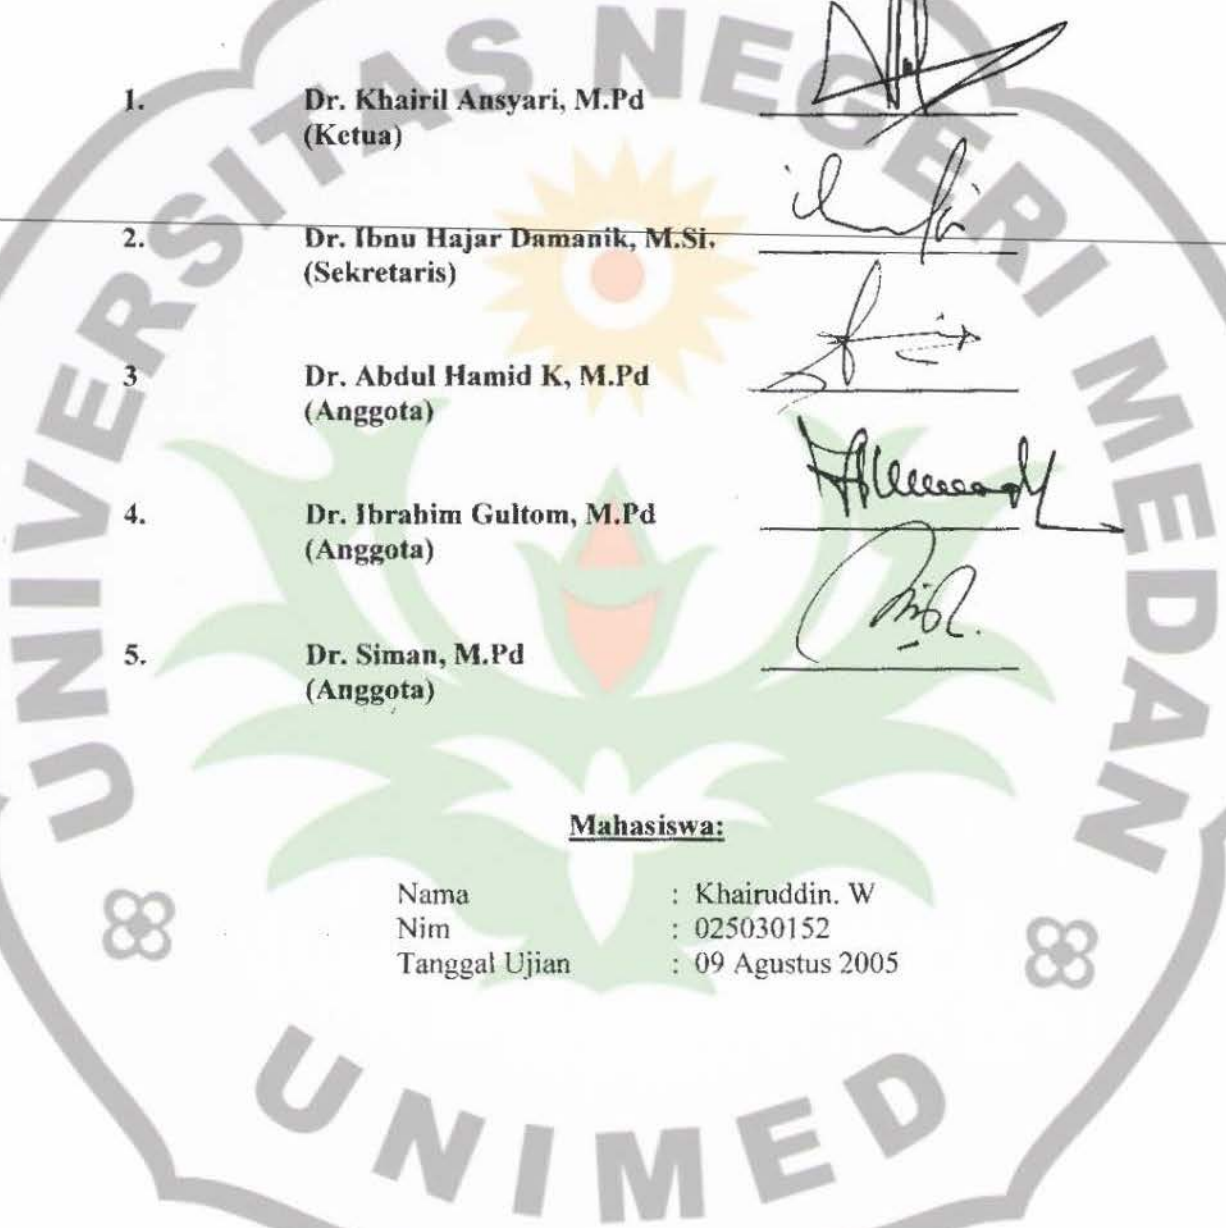 UNIVERSITAS NEGERI MEDAN
1. Dr. Khairil Ansyari, M.Pd
(Ketua)
2. Dr. Ibnu Hajar Damanik, M.Si.
(Sekretaris)
3 Dr. Abdul Hamid K, M.Pd
(Anggota)
4. Dr. Ibrahim Gultom, M.Pd
(Anggota)
5. Dr. Siman, M.Pd
(Anggota)
Mahasiswa:
Nama : Khairuddin. W
Nim : 025030152
Tanggal Ujian : 09 Agustus 2005
UNIMED